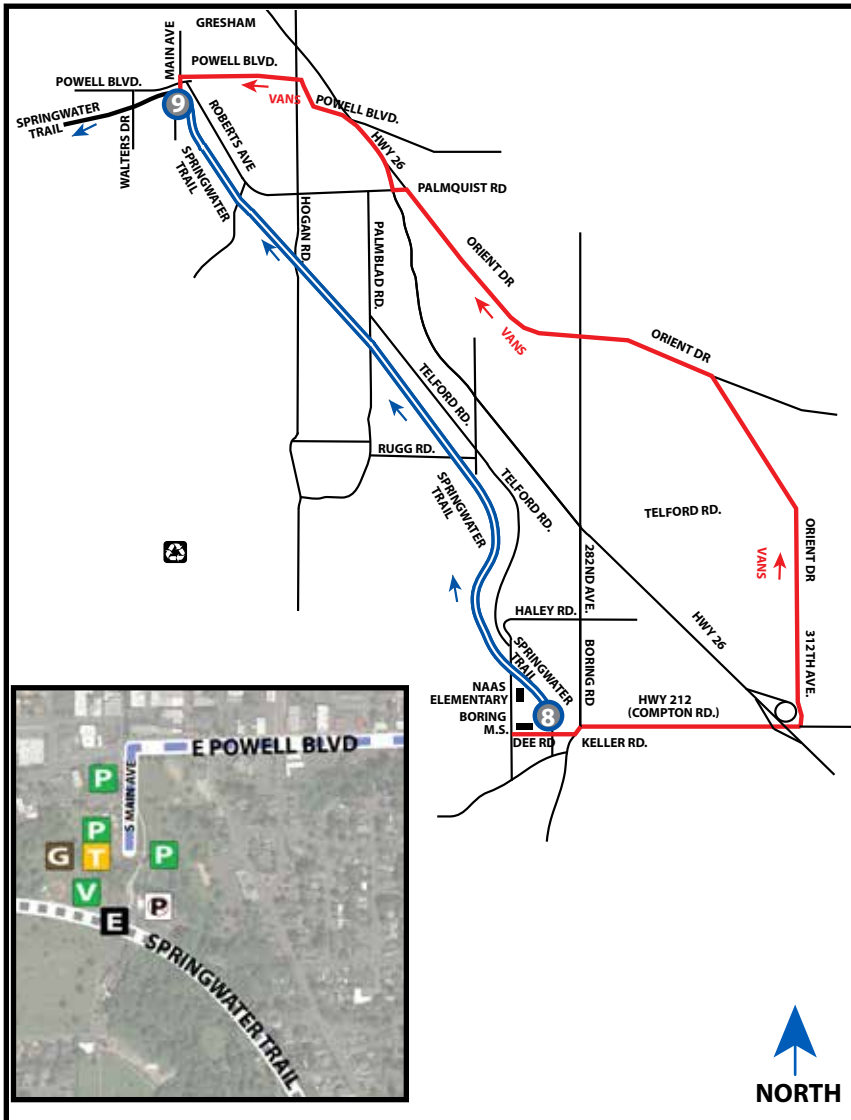 GRESHAM
MAIN AVE
POWELL BLVD.
POWELL BLVD.
VANS
POWELL BLVD.
9
SPRINGWATER
TRAIL
WALTERS DR
ROBERTS AVE
SPRINGWATER
TRAIL
HWY 26
PALMQUIST RD
HOGAN RD.
PALMBLAD RD.
ORIENT DR
VANS
ORIENT DR
TELFORD RD.
RUGG RD.
SPRINGWATER
TRAIL
TELFORD RD.
TELFORD RD.
282ND AVE.
ORIENT DR
VANS
HALEY RD.
HWY 26
312TH AVE.
SPRINGWATER
TRAIL
BORING RD
NAAS
ELEMENTARY
BORING
M.S.
8
HWY 212
(COMPTON RD.)
DEE RD
KELLER RD.
E POWELL BLVD
S MAIN AVE
P
P
G
T
P
V
E
P
SPRINGWATER TRAIL
NORTH